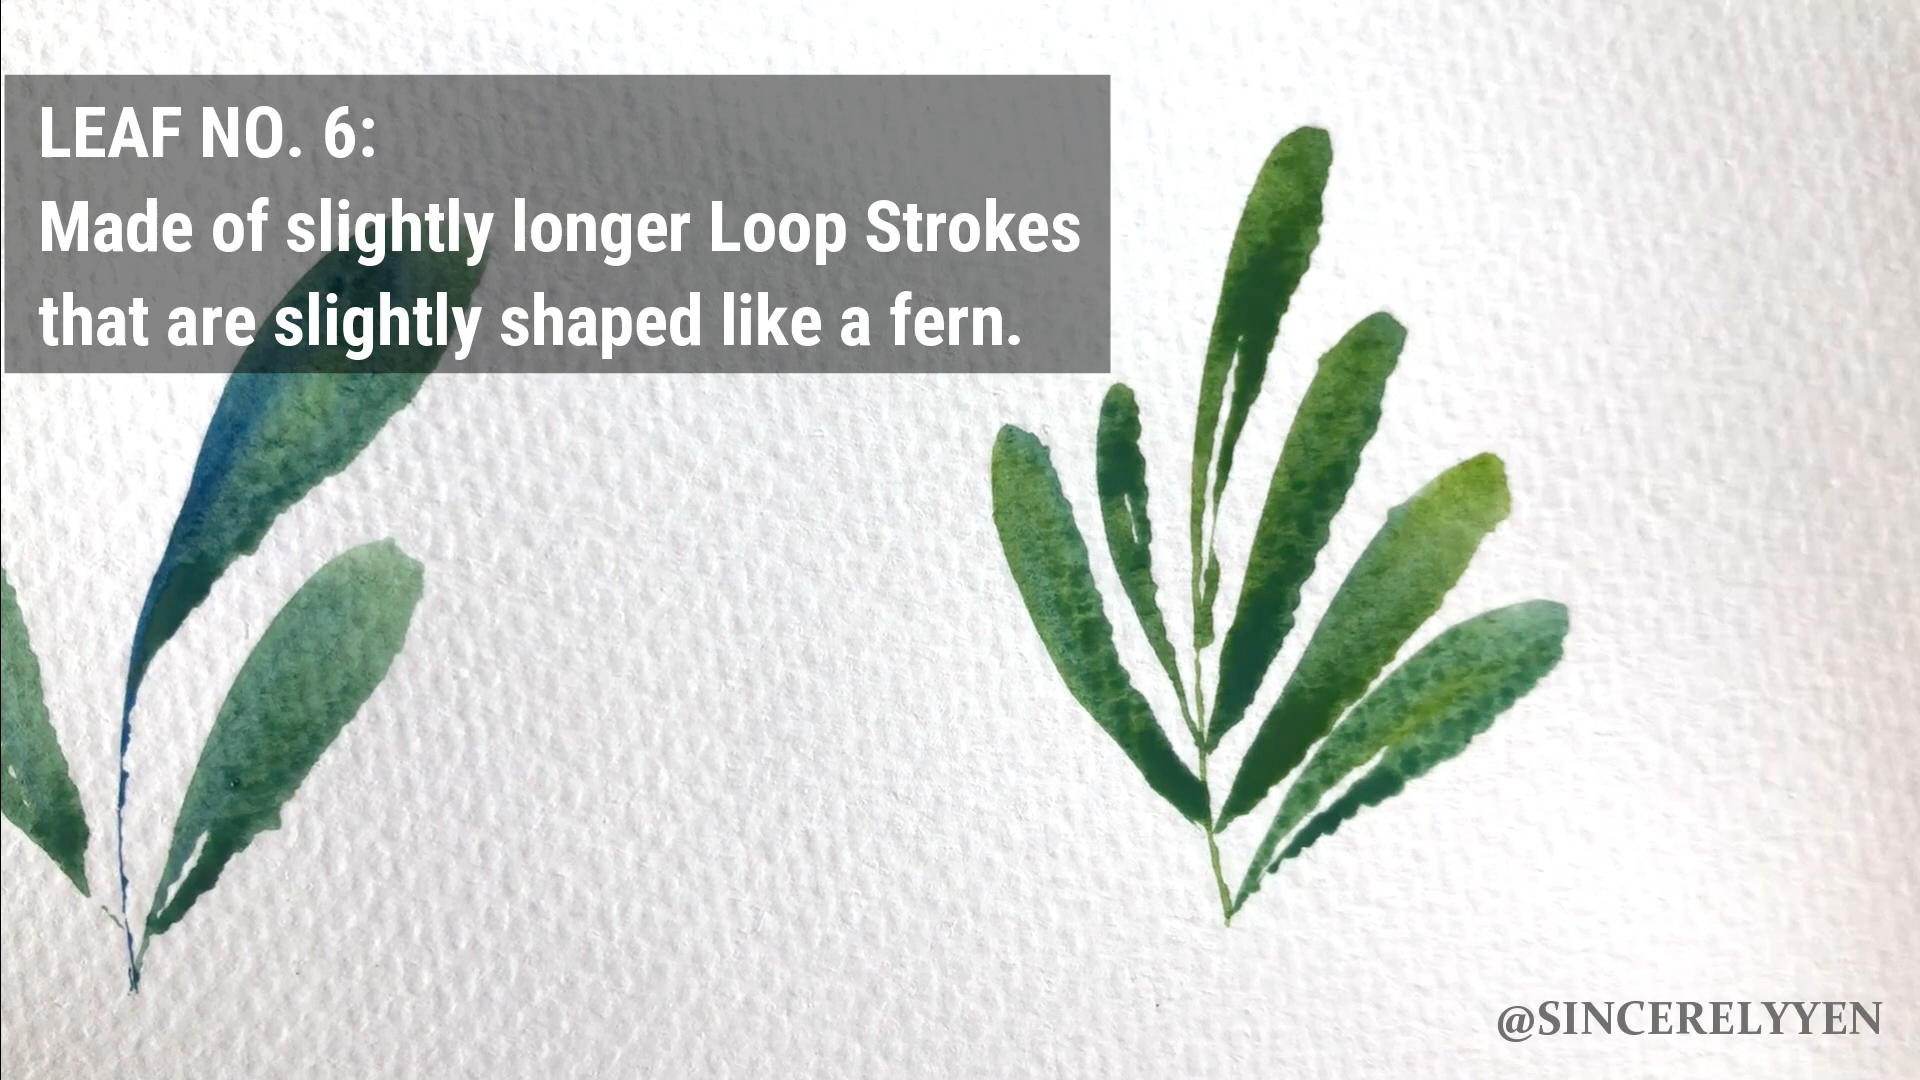 LEAF NO. 6:
Made of slightly longer Loop Strokes
that are slightly shaped like a fern.
@SINCERELYYEN